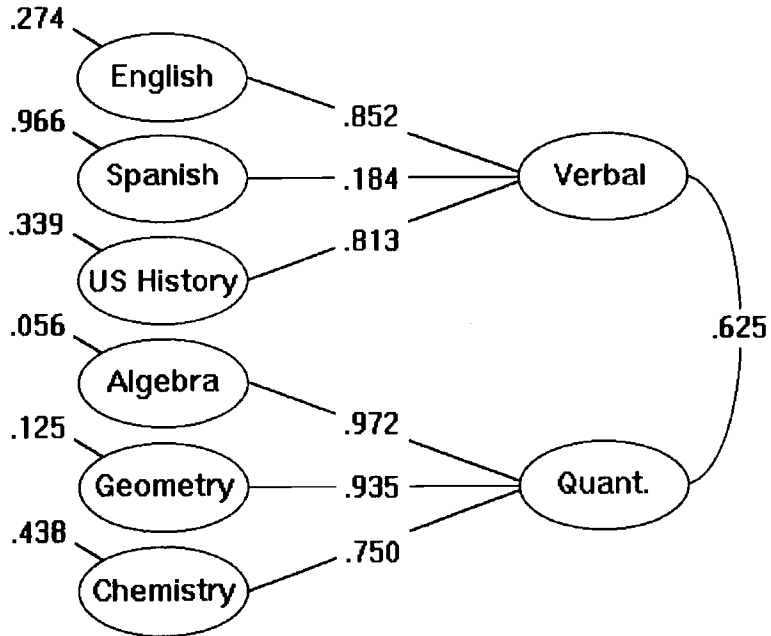 .274
English
.852
.966
Spanish
.184
Verbal
.339
US History
.813
.056
Algebra
.625
.972
.125
Geometry
.935
Quant.
.438
Chemistry
.750